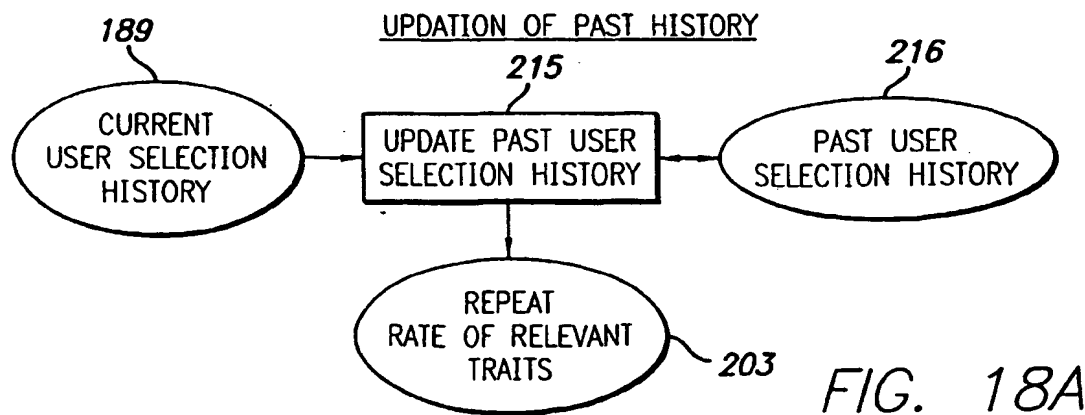 UPDATION OF PAST HISTORY
189
215
216
CURRENT
USER SELECTION
HISTORY
UPDATE PAST USER
SELECTION HISTORY
PAST USER
SELECTION HISTORY
REPEAT
RATE OF RELEVANT
TRAITS
203
FIG. 18A